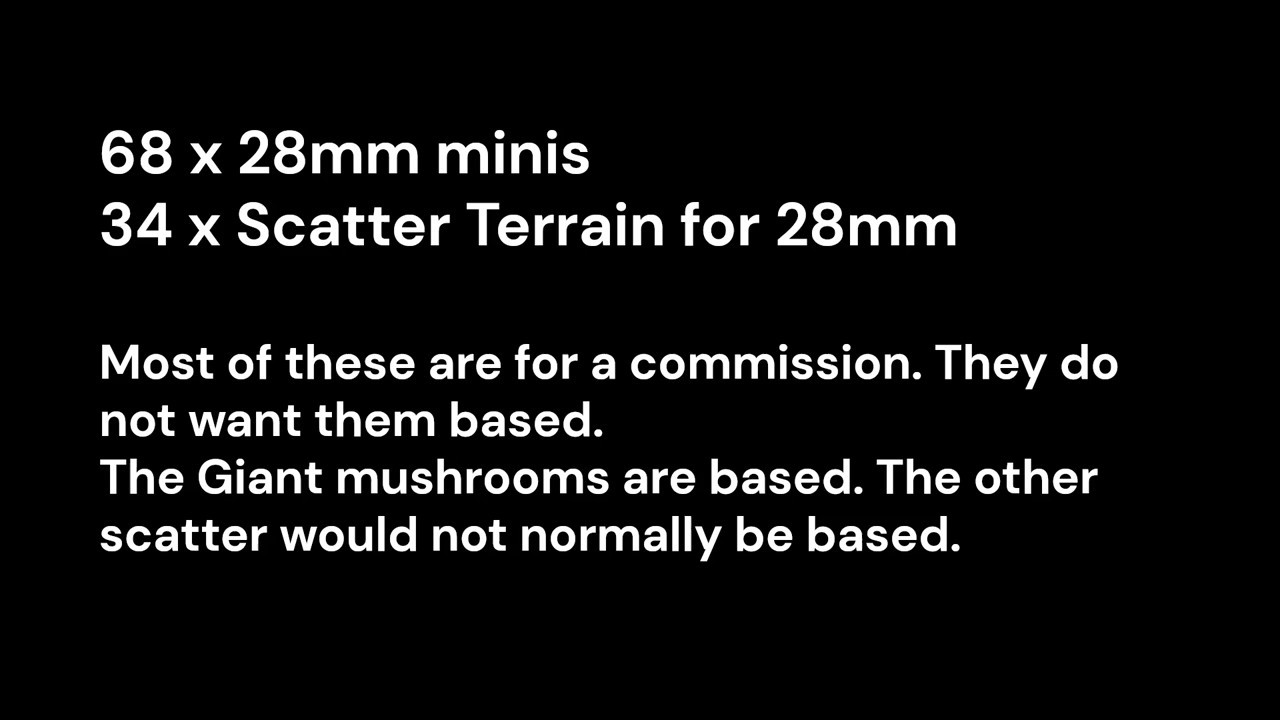 68 x 28mm minis
34 x Scatter Terrain for 28mm
Most of these are for a commission. They do
not want them based.
The Giant mushrooms are based. The other
scatter would not normally be based.